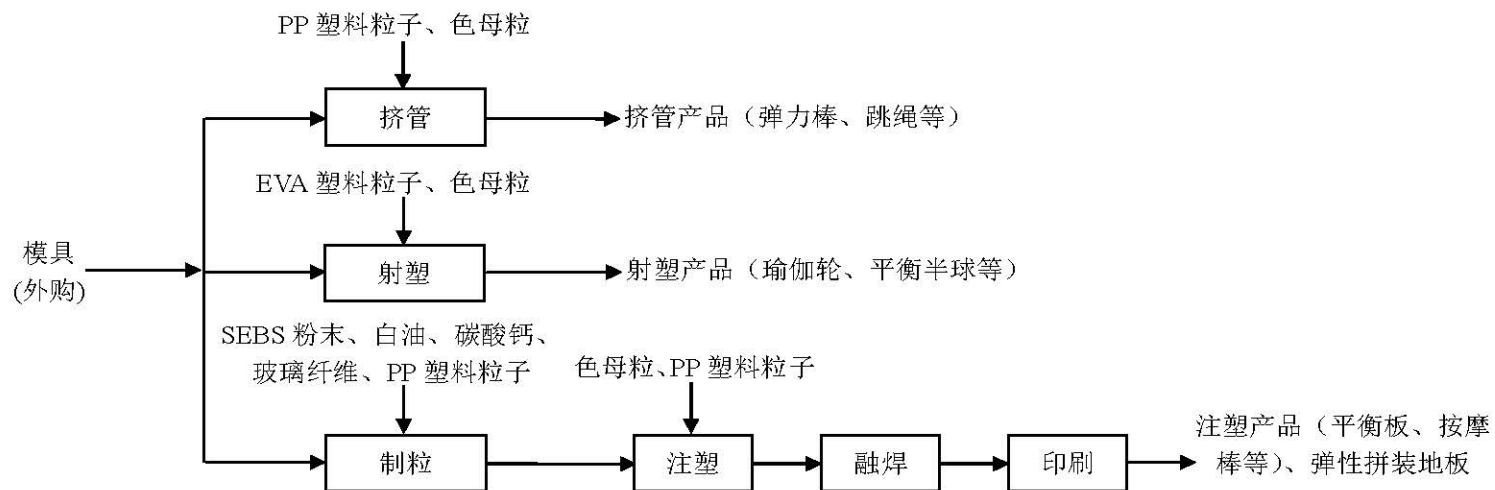 PP 塑料粒子、色母粒
挤管
挤管产品（弹力棒、跳绳等）
EVA 塑料粒子、色母粒
模具
(外购)
射塑
射塑产品（瑜伽轮、平衡半球等）
SEBS 粉末、白油、碳酸钙、
玻璃纤维、PP 塑料粒子
色母粒、PP 塑料粒子
制粒
注塑
融焊
印刷
注塑产品（平衡板、按摩
棒等）、弹性拼装地板